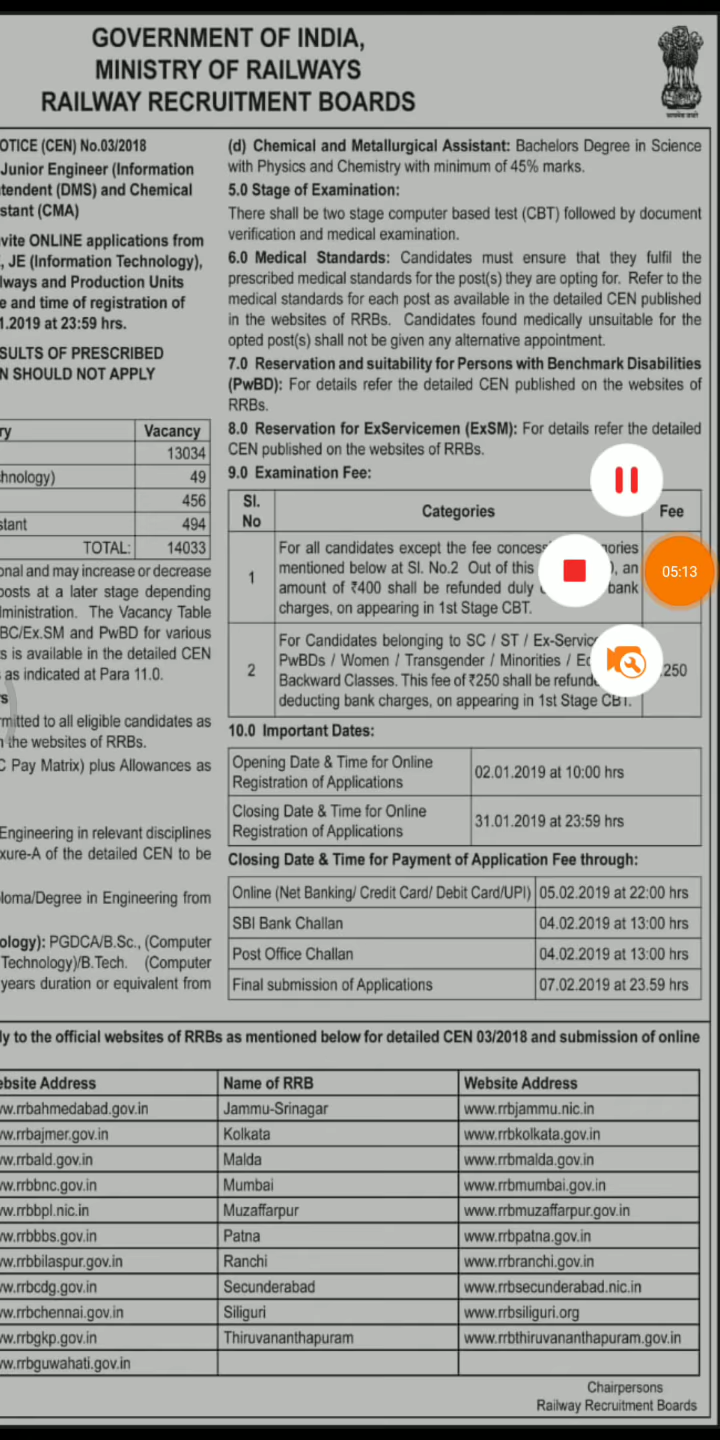 GOVERNMENT OF INDIA,
MINISTRY OF RAILWAYS
RAILWAY RECRUITMENT BOARDS
OTICE (CEN) No.03/2018
Junior Engineer (Information
tendent (DMS) and Chemical
stant (CMA)
vite ONLINE applications from
, JE (Information Technology),
lways and Production Units
e and time of registration of
1.2019 at 23:59 hrs.
SULTS OF PRESCRIBED
N SHOULD NOT APPLY
ry Vacancy
13034
hnology) 49
456
stant 494
TOTAL: 14033
onal and may increase or decrease
posts at a later stage depending
dministration. The Vacancy Table
BC/Ex.SM and PwBD for various
s is available in the detailed CEN
as indicated at Para 11.0.
rs
rmitted to all eligible candidates as
n the websites of RRBs.
C Pay Matrix) plus Allowances as
Engineering in relevant disciplines
xure-A of the detailed CEN to be
loma/Degree in Engineering from
ology): PGDCA/B.Sc., (Computer
Technology)/B.Tech. (Computer
years duration or equivalent from
(d) Chemical and Metallurgical Assistant: Bachelors Degree in Science
with Physics and Chemistry with minimum of 45% marks.
5.0 Stage of Examination:
There shall be two stage computer based test (CBT) followed by document
verification and medical examination.
6.0 Medical Standards: Candidates must ensure that they fulfil the
prescribed medical standards for the post(s) they are opting for. Refer to the
medical standards for each post as available in the detailed CEN published
in the websites of RRBs. Candidates found medically unsuitable for the
opted post(s) shall not be given any alternative appointment.
7.0 Reservation and suitability for Persons with Benchmark Disabilities
(PwBD): For details refer the detailed CEN published on the websites of
RRBs.
8.0 Reservation for ExServicemen (ExSM): For details refer the detailed
CEN published on the websites of RRBs.
9.0 Examination Fee:
Sl. No Categories Fee
1 For all candidates except the fee concess ories
mentioned below at Sl. No.2 Out of this 0, an
amount of ₹400 shall be refunded duly bank
charges, on appearing in 1st Stage CBT.
05:13
2 For Candidates belonging to SC / ST / Ex-Servic
PwBDs / Women / Transgender / Minorities / Ec
Backward Classes. This fee of ₹250 shall be refunde 250
deducting bank charges, on appearing in 1st Stage CBT.
10.0 Important Dates:
Opening Date & Time for Online
Registration of Applications 02.01.2019 at 10:00 hrs
Closing Date & Time for Online
Registration of Applications 31.01.2019 at 23:59 hrs
Closing Date & Time for Payment of Application Fee through:
Online (Net Banking/ Credit Card/ Debit Card/UPI) 05.02.2019 at 22:00 hrs
SBI Bank Challan 04.02.2019 at 13:00 hrs
Post Office Challan 04.02.2019 at 13:00 hrs
Final submission of Applications 07.02.2019 at 23.59 hrs
ly to the official websites of RRBs as mentioned below for detailed CEN 03/2018 and submission of online
ebsite Address Name of RRB Website Address
w.rrbahmedabad.gov.in Jammu-Srinagar www.rrbjammu.nic.in
w.rrbajmer.gov.in Kolkata www.rrbkolkata.gov.in
w.rrbald.gov.in Malda www.rrbmalda.gov.in
w.rrbbnc.gov.in Mumbai www.rrbmumbai.gov.in
w.rrbbpl.nic.in Muzaffarpur www.rrbmuzaffarpur.gov.in
w.rrbbbs.gov.in Patna www.rrbpatna.gov.in
w.rrbbilaspur.gov.in Ranchi www.rrbranchi.gov.in
w.rrbcdg.gov.in Secunderabad www.rrbsecunderabad.nic.in
w.rrbchennai.gov.in Siliguri www.rrbsiliguri.org
w.rrbgkp.gov.in Thiruvananthapuram www.rrbthiruvananthapuram.gov.in
w.rrbguwahati.gov.in
Chairpersons
Railway Recruitment Boards